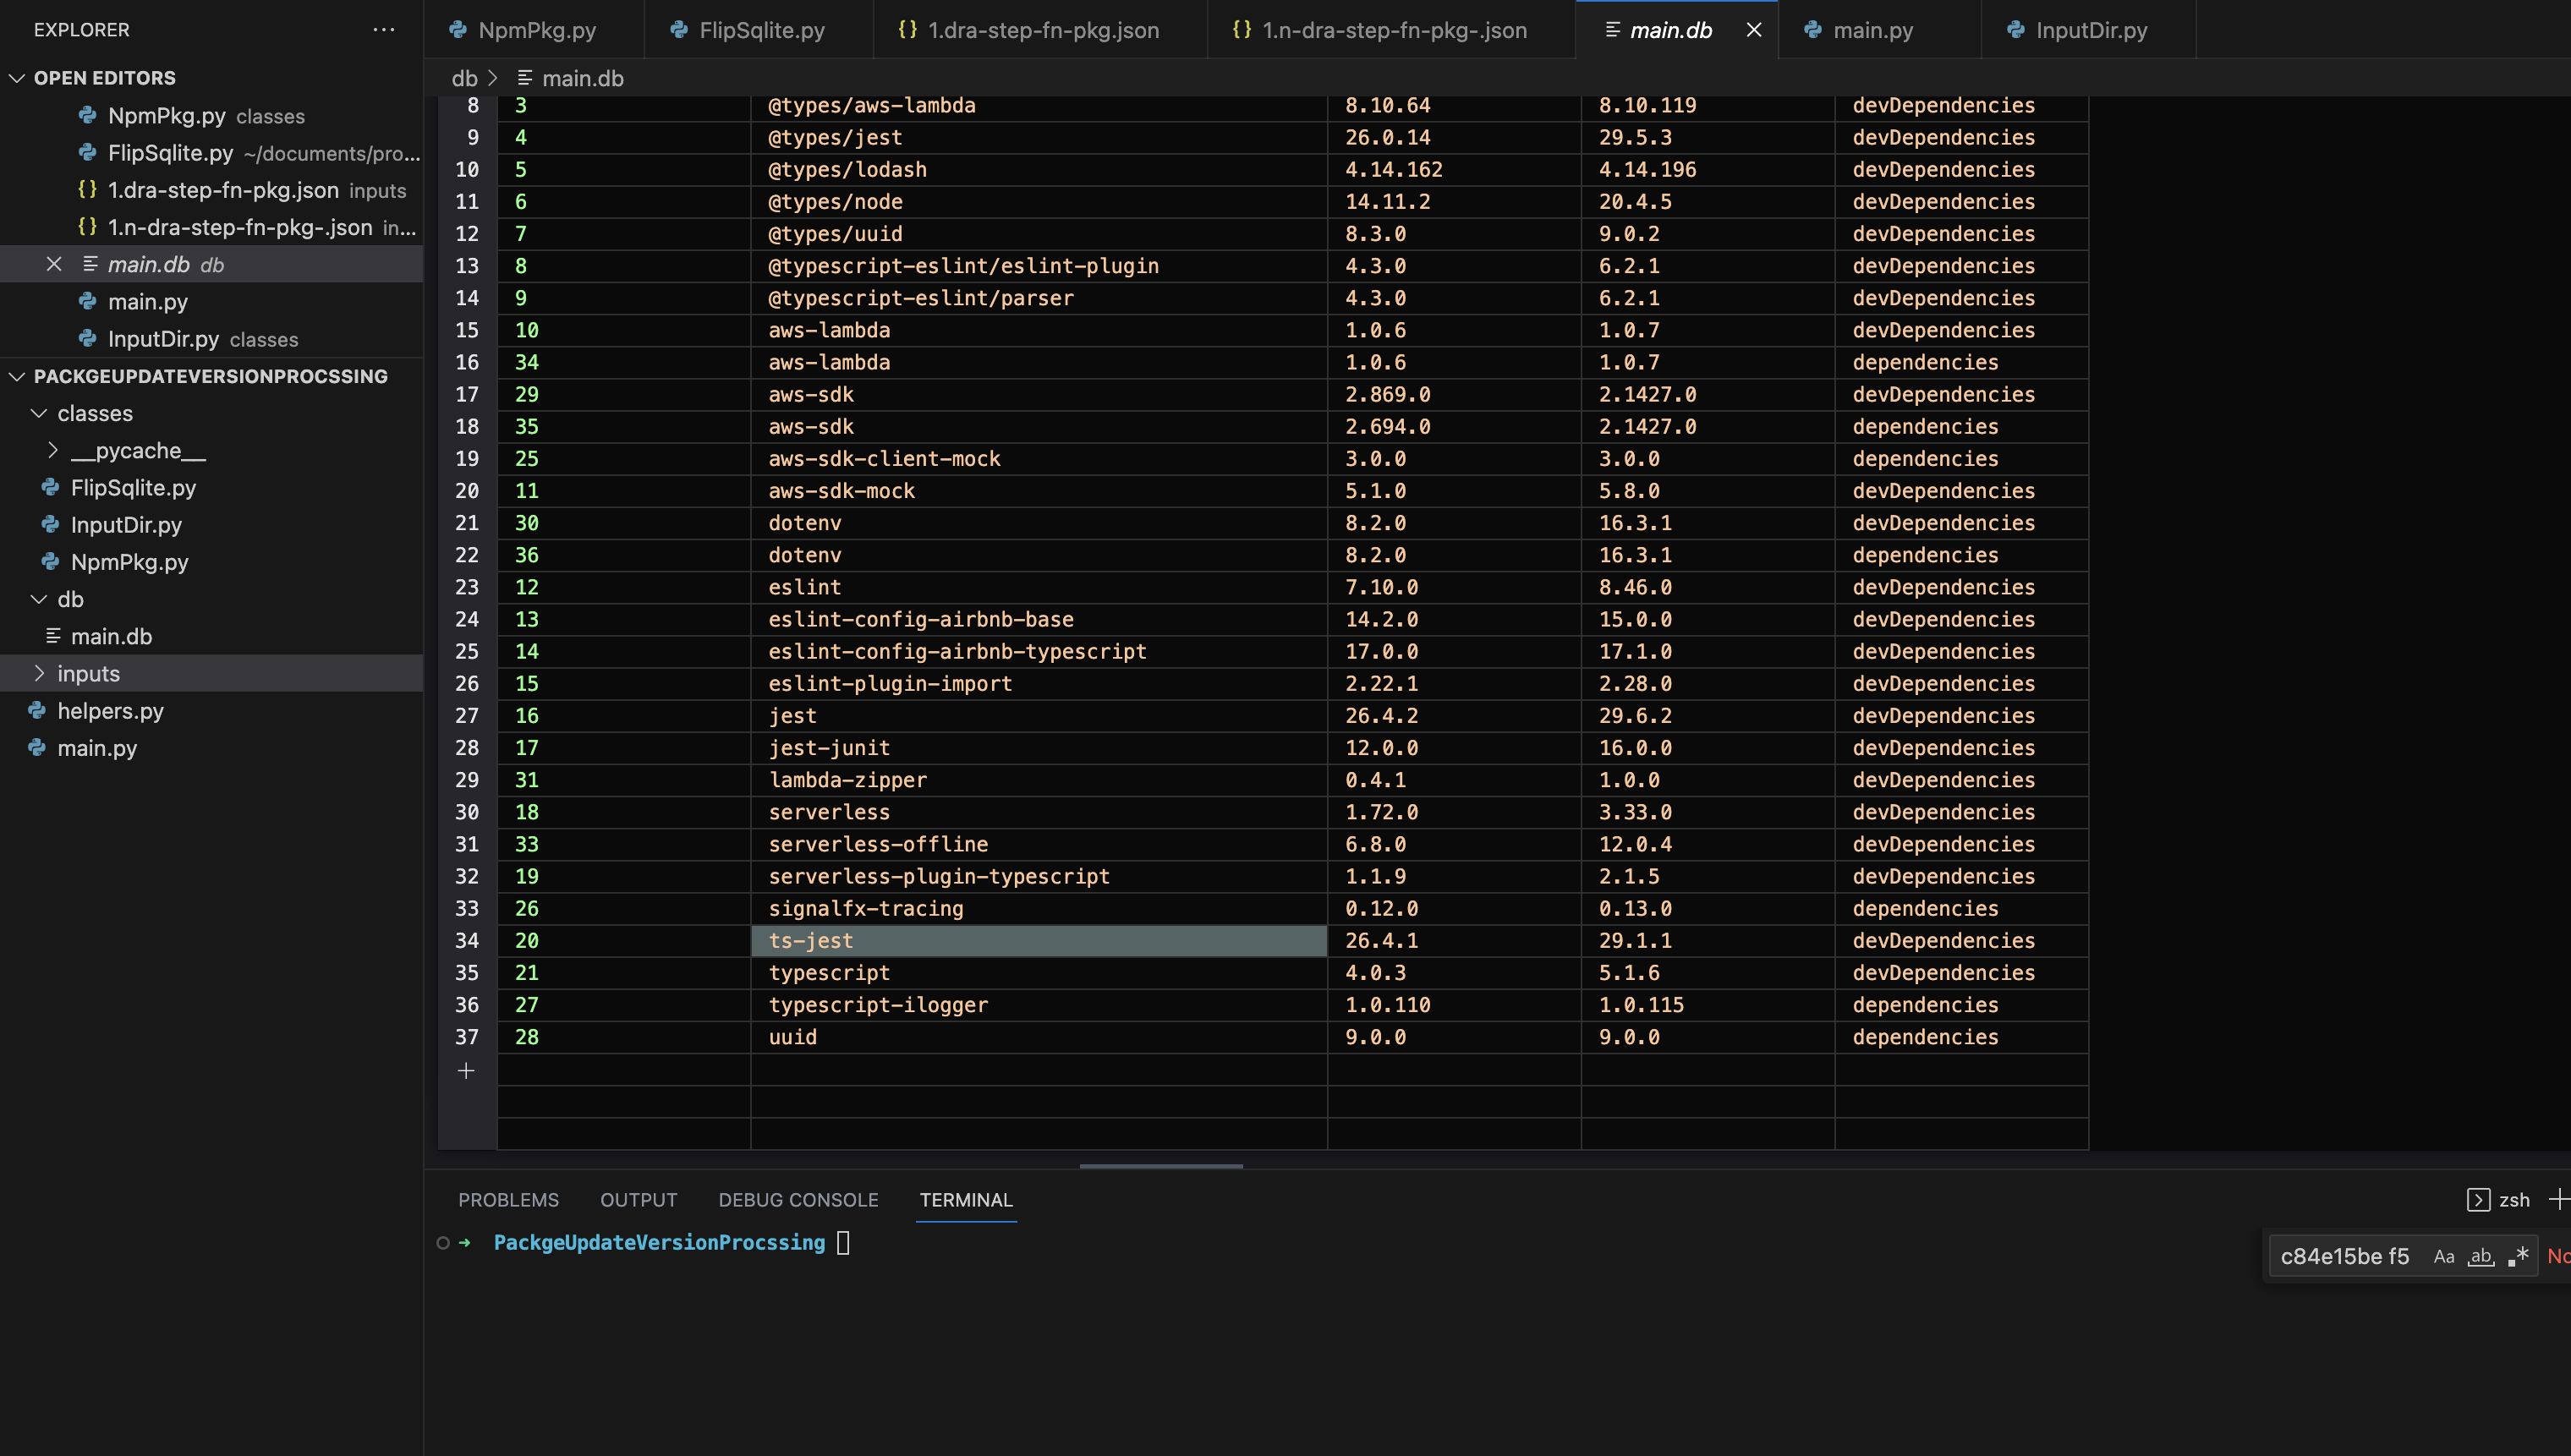 EXPLORER
OPEN EDITORS
NpmPkg.py classes
FlipSqlite.py ~/documents/pro...
{} 1.dra-step-fn-pkg.json inputs
{} 1.n-dra-step-fn-pkg-.json in...
main.db db
main.py
InputDir.py classes
PACKGEUPDATEVERSIONPROCSSING
classes
__pycache__
FlipSqlite.py
InputDir.py
NpmPkg.py
db
main.db
inputs
helpers.py
main.py
NpmPkg.py FlipSqlite.py {} 1.dra-step-fn-pkg.json {} 1.n-dra-step-fn-pkg-.json main.db main.py InputDir.py
db > main.db
8 3 @types/aws-lambda 8.10.64 8.10.119 devDependencies
9 4 @types/jest 26.0.14 29.5.3 devDependencies
10 5 @types/lodash 4.14.162 4.14.196 devDependencies
11 6 @types/node 14.11.2 20.4.5 devDependencies
12 7 @types/uuid 8.3.0 9.0.2 devDependencies
13 8 @typescript-eslint/eslint-plugin 4.3.0 6.2.1 devDependencies
14 9 @typescript-eslint/parser 4.3.0 6.2.1 devDependencies
15 10 aws-lambda 1.0.6 1.0.7 devDependencies
16 34 aws-lambda 1.0.6 1.0.7 dependencies
17 29 aws-sdk 2.869.0 2.1427.0 devDependencies
18 35 aws-sdk 2.694.0 2.1427.0 dependencies
19 25 aws-sdk-client-mock 3.0.0 3.0.0 dependencies
20 11 aws-sdk-mock 5.1.0 5.8.0 devDependencies
21 30 dotenv 8.2.0 16.3.1 devDependencies
22 36 dotenv 8.2.0 16.3.1 dependencies
23 12 eslint 7.10.0 8.46.0 devDependencies
24 13 eslint-config-airbnb-base 14.2.0 15.0.0 devDependencies
25 14 eslint-config-airbnb-typescript 17.0.0 17.1.0 devDependencies
26 15 eslint-plugin-import 2.22.1 2.28.0 devDependencies
27 16 jest 26.4.2 29.6.2 devDependencies
28 17 jest-junit 12.0.0 16.0.0 devDependencies
29 31 lambda-zipper 0.4.1 1.0.0 devDependencies
30 18 serverless 1.72.0 3.33.0 devDependencies
31 33 serverless-offline 6.8.0 12.0.4 devDependencies
32 19 serverless-plugin-typescript 1.1.9 2.1.5 devDependencies
33 26 signalfx-tracing 0.12.0 0.13.0 dependencies
34 20 ts-jest 26.4.1 29.1.1 devDependencies
35 21 typescript 4.0.3 5.1.6 devDependencies
36 27 typescript-ilogger 1.0.110 1.0.115 dependencies
37 28 uuid 9.0.0 9.0.0 dependencies
PROBLEMS OUTPUT DEBUG CONSOLE TERMINAL zsh
PackgeUpdateVersionProcssing
c84e15be f5 Aa ab .* No